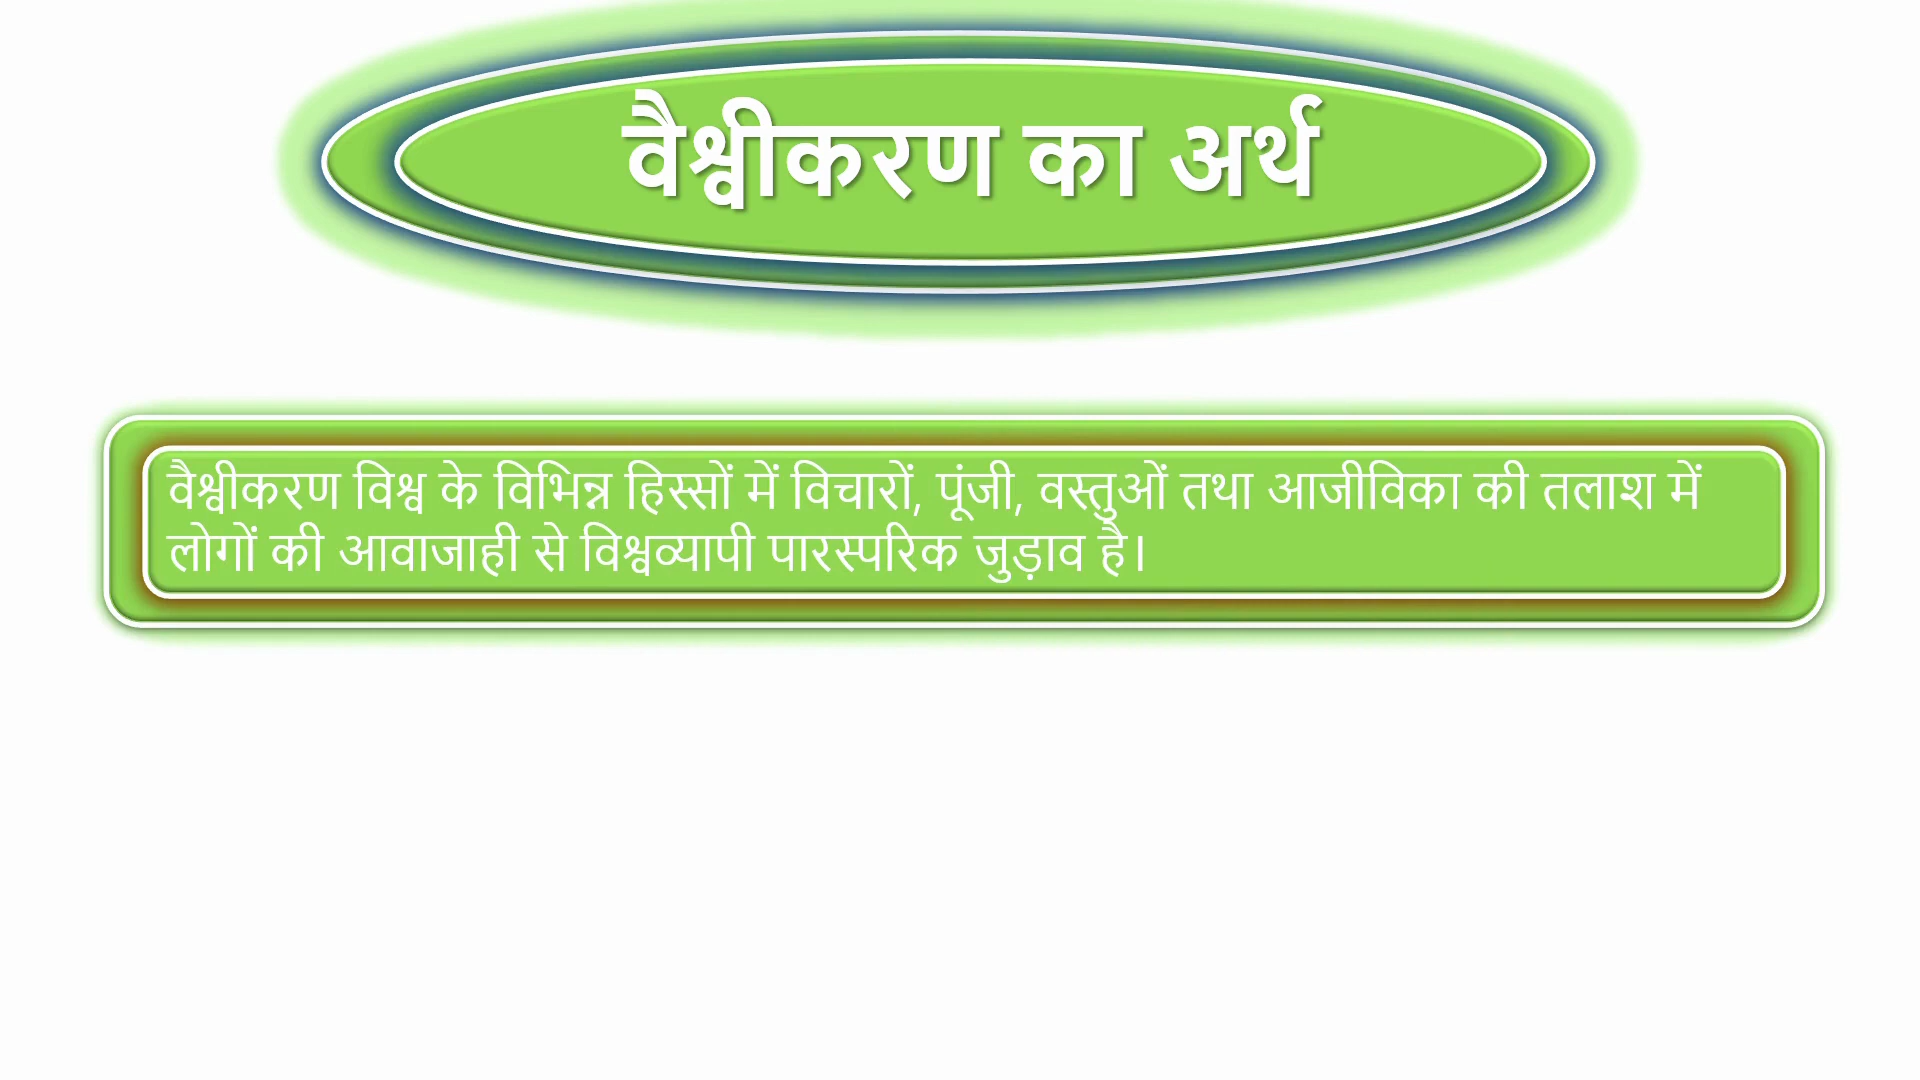 वैश्वीकरण का अर्थ
वैश्वीकरण विश्व के विभिन्न हिस्सों में विचारों, पूंजी, वस्तुओं तथा आजीविका की तलाश में
लोगों की आवाजाही से विश्वव्यापी पारस्परिक जुड़ाव है।